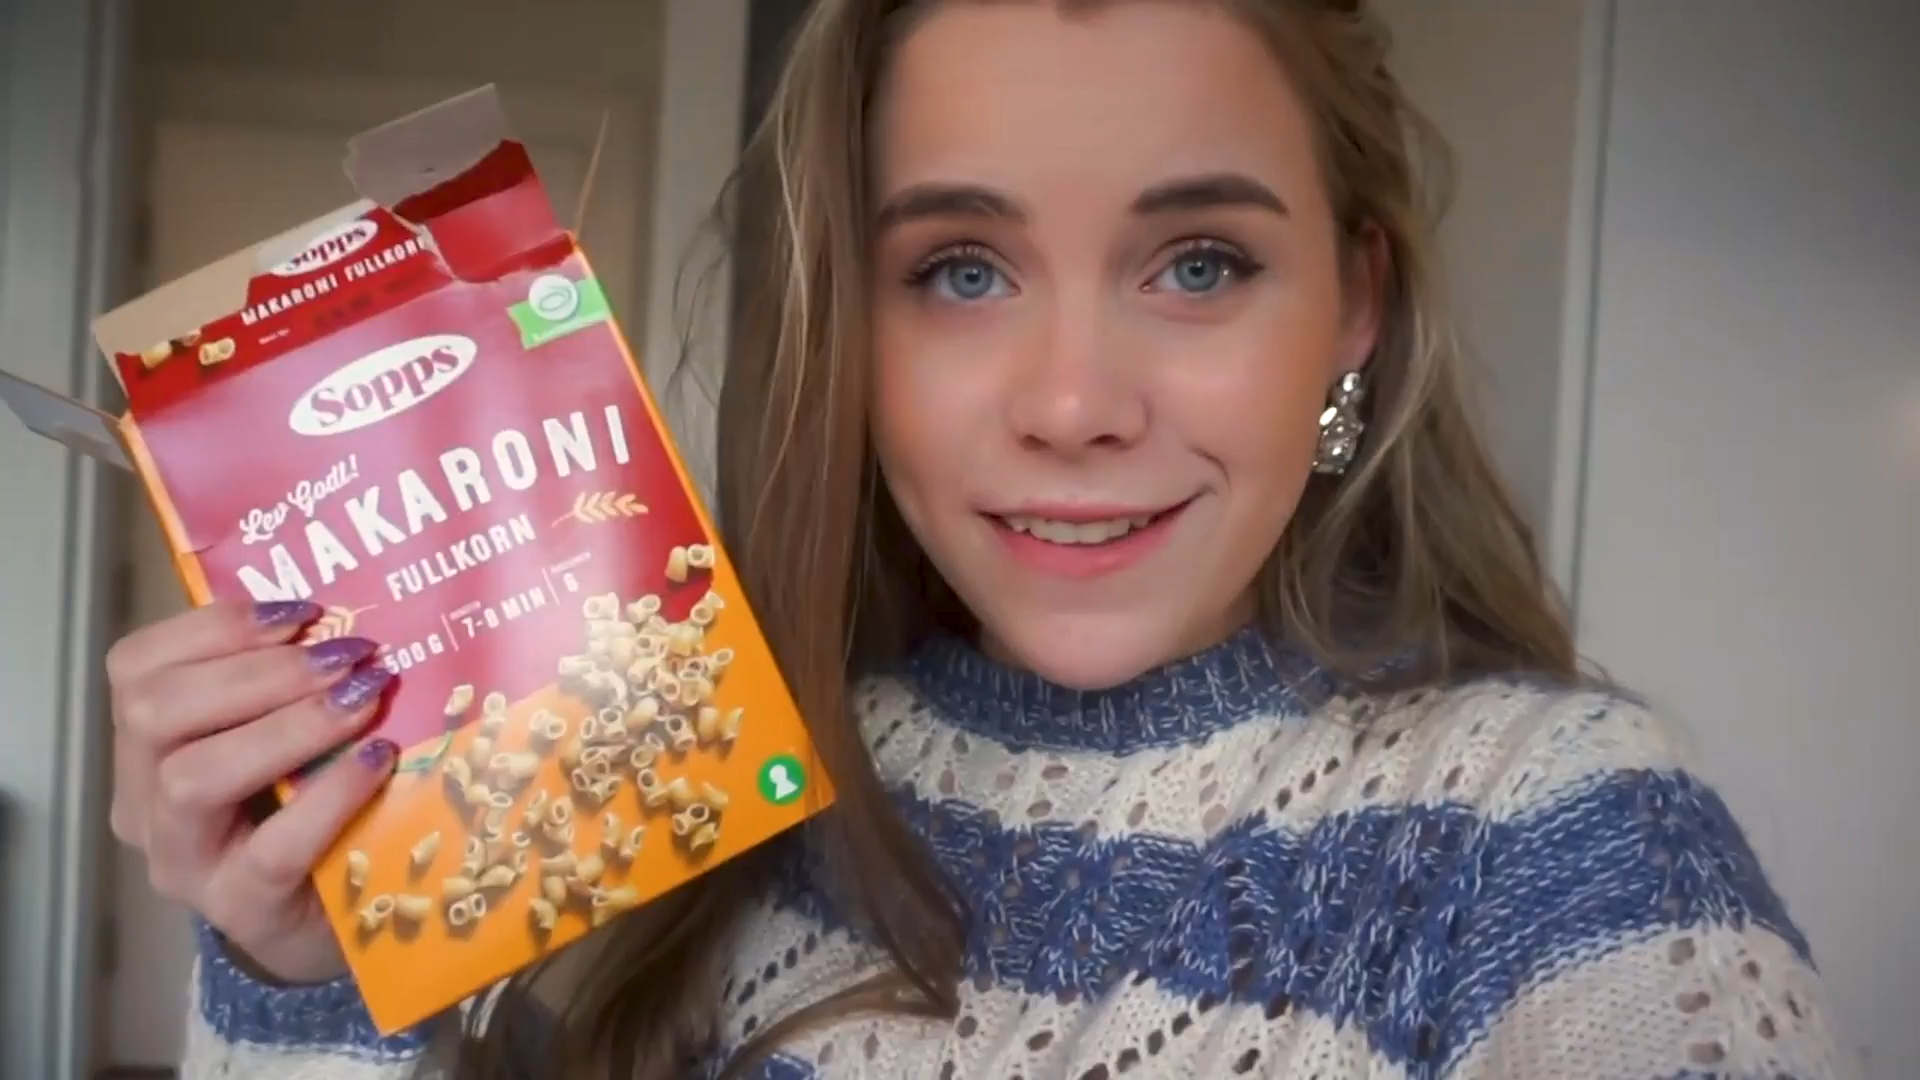 Sopps
MAKARONI FULLKORN
Sopps
Lev Godt!
MAKARONI
FULLKORN
500 G 7-8 MIN 6